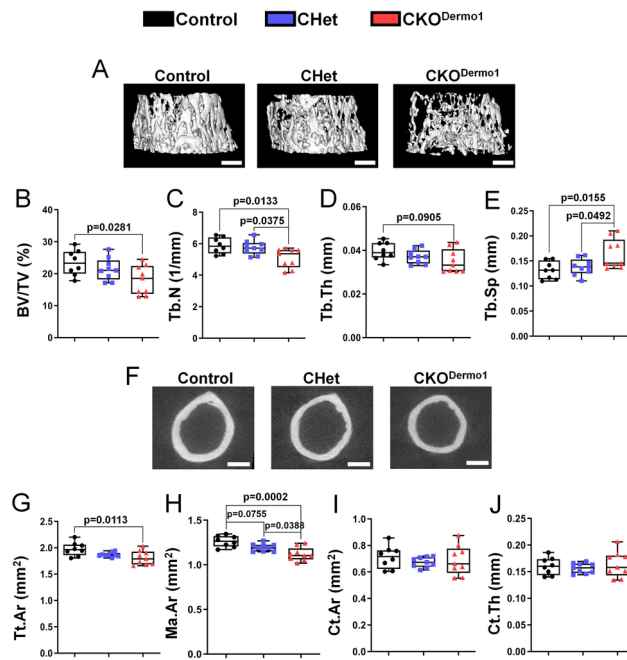 Control CHet CKO^Dermo1
A Control CHet CKO^Dermo1
B BV/TV (%) 40 30 20 10 0 p=0.0281
C Tb.N (1/mm) 8 6 4 2 0 p=0.0133 p=0.0375
D Tb.Th (mm) 0.06 0.04 0.02 0.00 p=0.0905
E Tb.Sp (mm) 0.25 0.20 0.15 0.10 0.05 0.00 p=0.0155 p=0.0492
F Control CHet CKO^Dermo1
G Tt.Ar (mm²) 2.5 2.0 1.5 1.0 0.5 0.0 p=0.0113
H Ma.Ar (mm²) 1.5 1.0 0.5 0.0 p=0.0002 p=0.0755 p=0.0388
I Ct.Ar (mm²) 1.0 0.8 0.6 0.4 0.2 0.0
J Ct.Th (mm) 0.25 0.20 0.15 0.10 0.05 0.00